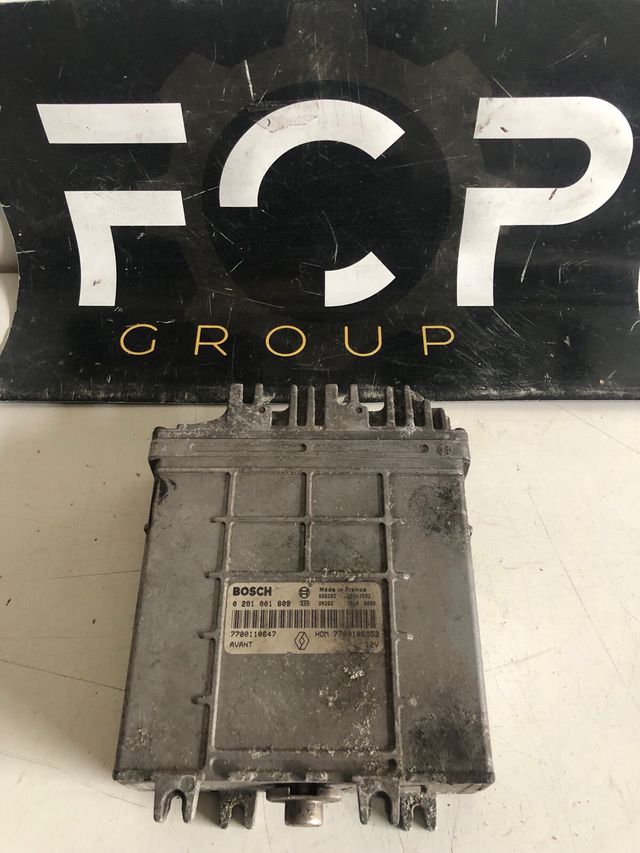 FCP
GROUP
BOSCH Made in France
0 281 001 809
7700110647 HOM 7700105953
AVANT 12V